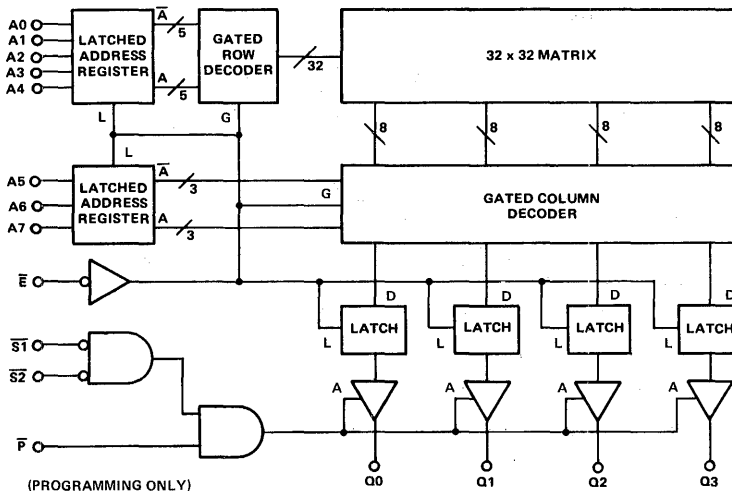 A0
A1
A2
A3
A4
LATCHED
ADDRESS
REGISTER
A̅
5
A
5
GATED
ROW
DECODER
32
32 x 32 MATRIX
L
G
8
8
8
8
L
A5
A6
A7
LATCHED
ADDRESS
REGISTER
A̅
3
A
3
G
GATED COLUMN
DECODER
E̅
D
D
D
D
LATCH
LATCH
LATCH
LATCH
L
L
L
L
S̅1̅
S̅2̅
A
A
A
A
P̅
(PROGRAMMING ONLY)
Q0
Q1
Q2
Q3